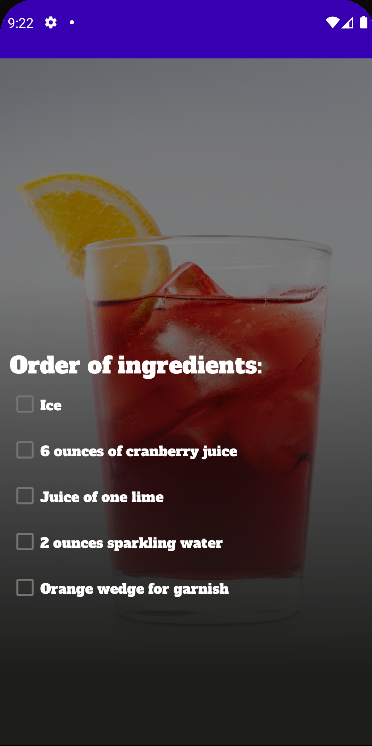 9:22
Order of ingredients:
Ice
6 ounces of cranberry juice
Juice of one lime
2 ounces sparkling water
Orange wedge for garnish